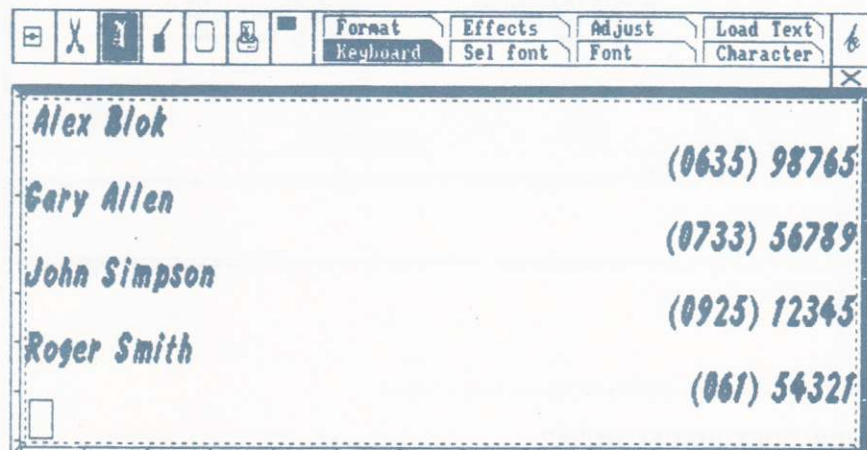 Format Effects Adjust Load Text
Keyboard Sel font Font Character
Alex Blok
(0635) 98765
Gary Allen
(0733) 56789
John Simpson
(0925) 12345
Roger Smith
(061) 54321